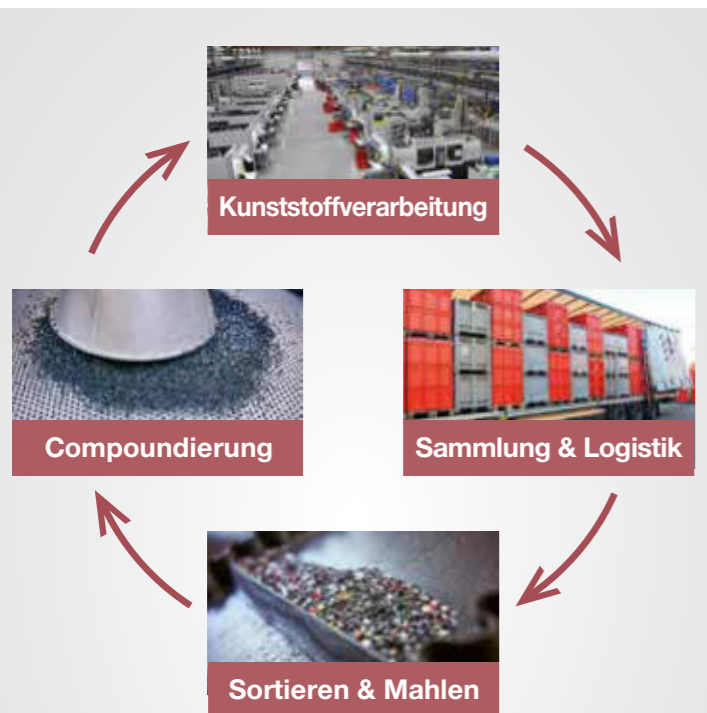 Kunststoffverarbeitung
Compoundierung
Sammlung & Logistik
Sortieren & Mahlen